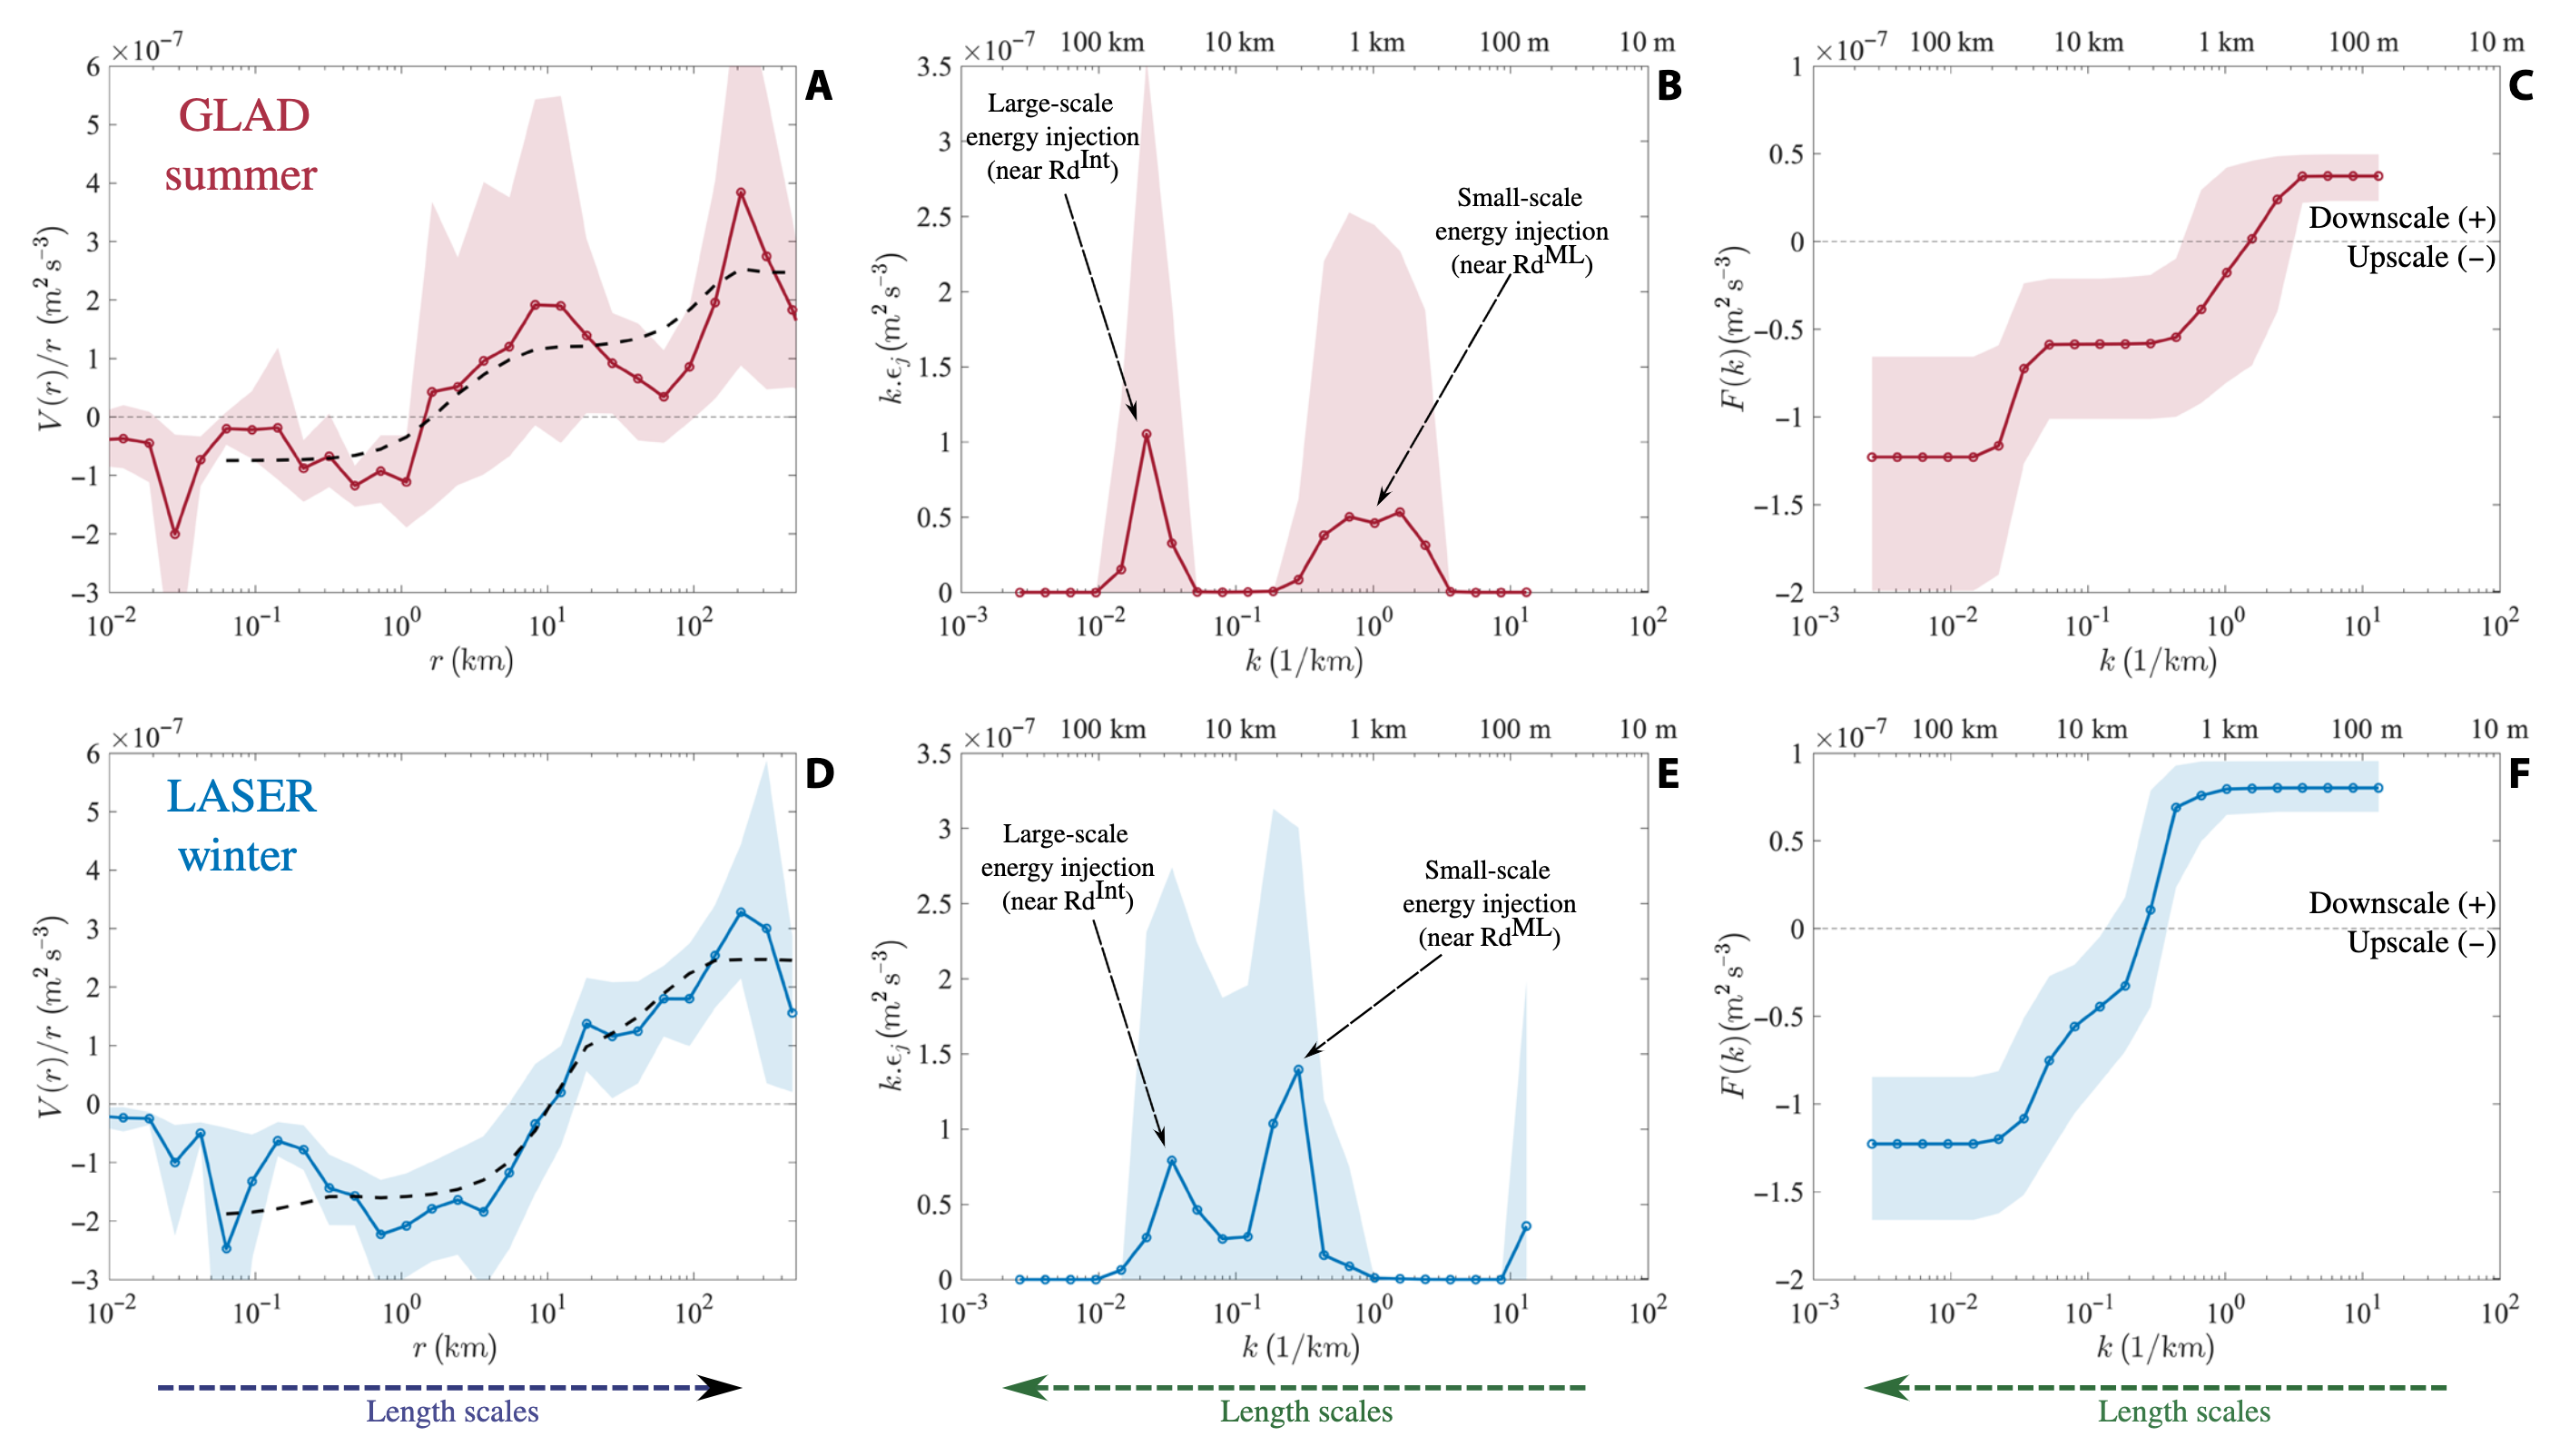 ×10⁻⁷
6
5
4
3
2
1
0
−1
−2
−3
V(r)/r (m² s⁻³)
GLAD
summer
A
10⁻² 10⁻¹ 10⁰ 10¹ 10²
r (km)
×10⁻⁷ 100 km 10 km 1 km 100 m 10 m
3.5
3
2.5
2
1.5
1
0.5
0
k.ϵⱼ(m² s⁻³)
Large-scale
energy injection
(near Rd^Int)
Small-scale
energy injection
(near Rd^ML)
B
10⁻³ 10⁻² 10⁻¹ 10⁰ 10¹ 10²
k (1/km)
×10⁻⁷ 100 km 10 km 1 km 100 m 10 m
1
0.5
0
−0.5
−1
−1.5
−2
F(k)(m² s⁻³)
Downscale (+)
Upscale (−)
C
10⁻³ 10⁻² 10⁻¹ 10⁰ 10¹ 10²
k (1/km)
×10⁻⁷
6
5
4
3
2
1
0
−1
−2
−3
V(r)/r (m² s⁻³)
LASER
winter
D
10⁻² 10⁻¹ 10⁰ 10¹ 10²
r (km)
Length scales
×10⁻⁷ 100 km 10 km 1 km 100 m 10 m
3.5
3
2.5
2
1.5
1
0.5
0
k.ϵⱼ(m² s⁻³)
Large-scale
energy injection
(near Rd^Int)
Small-scale
energy injection
(near Rd^ML)
E
10⁻³ 10⁻² 10⁻¹ 10⁰ 10¹ 10²
k (1/km)
Length scales
×10⁻⁷ 100 km 10 km 1 km 100 m 10 m
1
0.5
0
−0.5
−1
−1.5
−2
F(k)(m² s⁻³)
Downscale (+)
Upscale (−)
F
10⁻³ 10⁻² 10⁻¹ 10⁰ 10¹ 10²
k (1/km)
Length scales